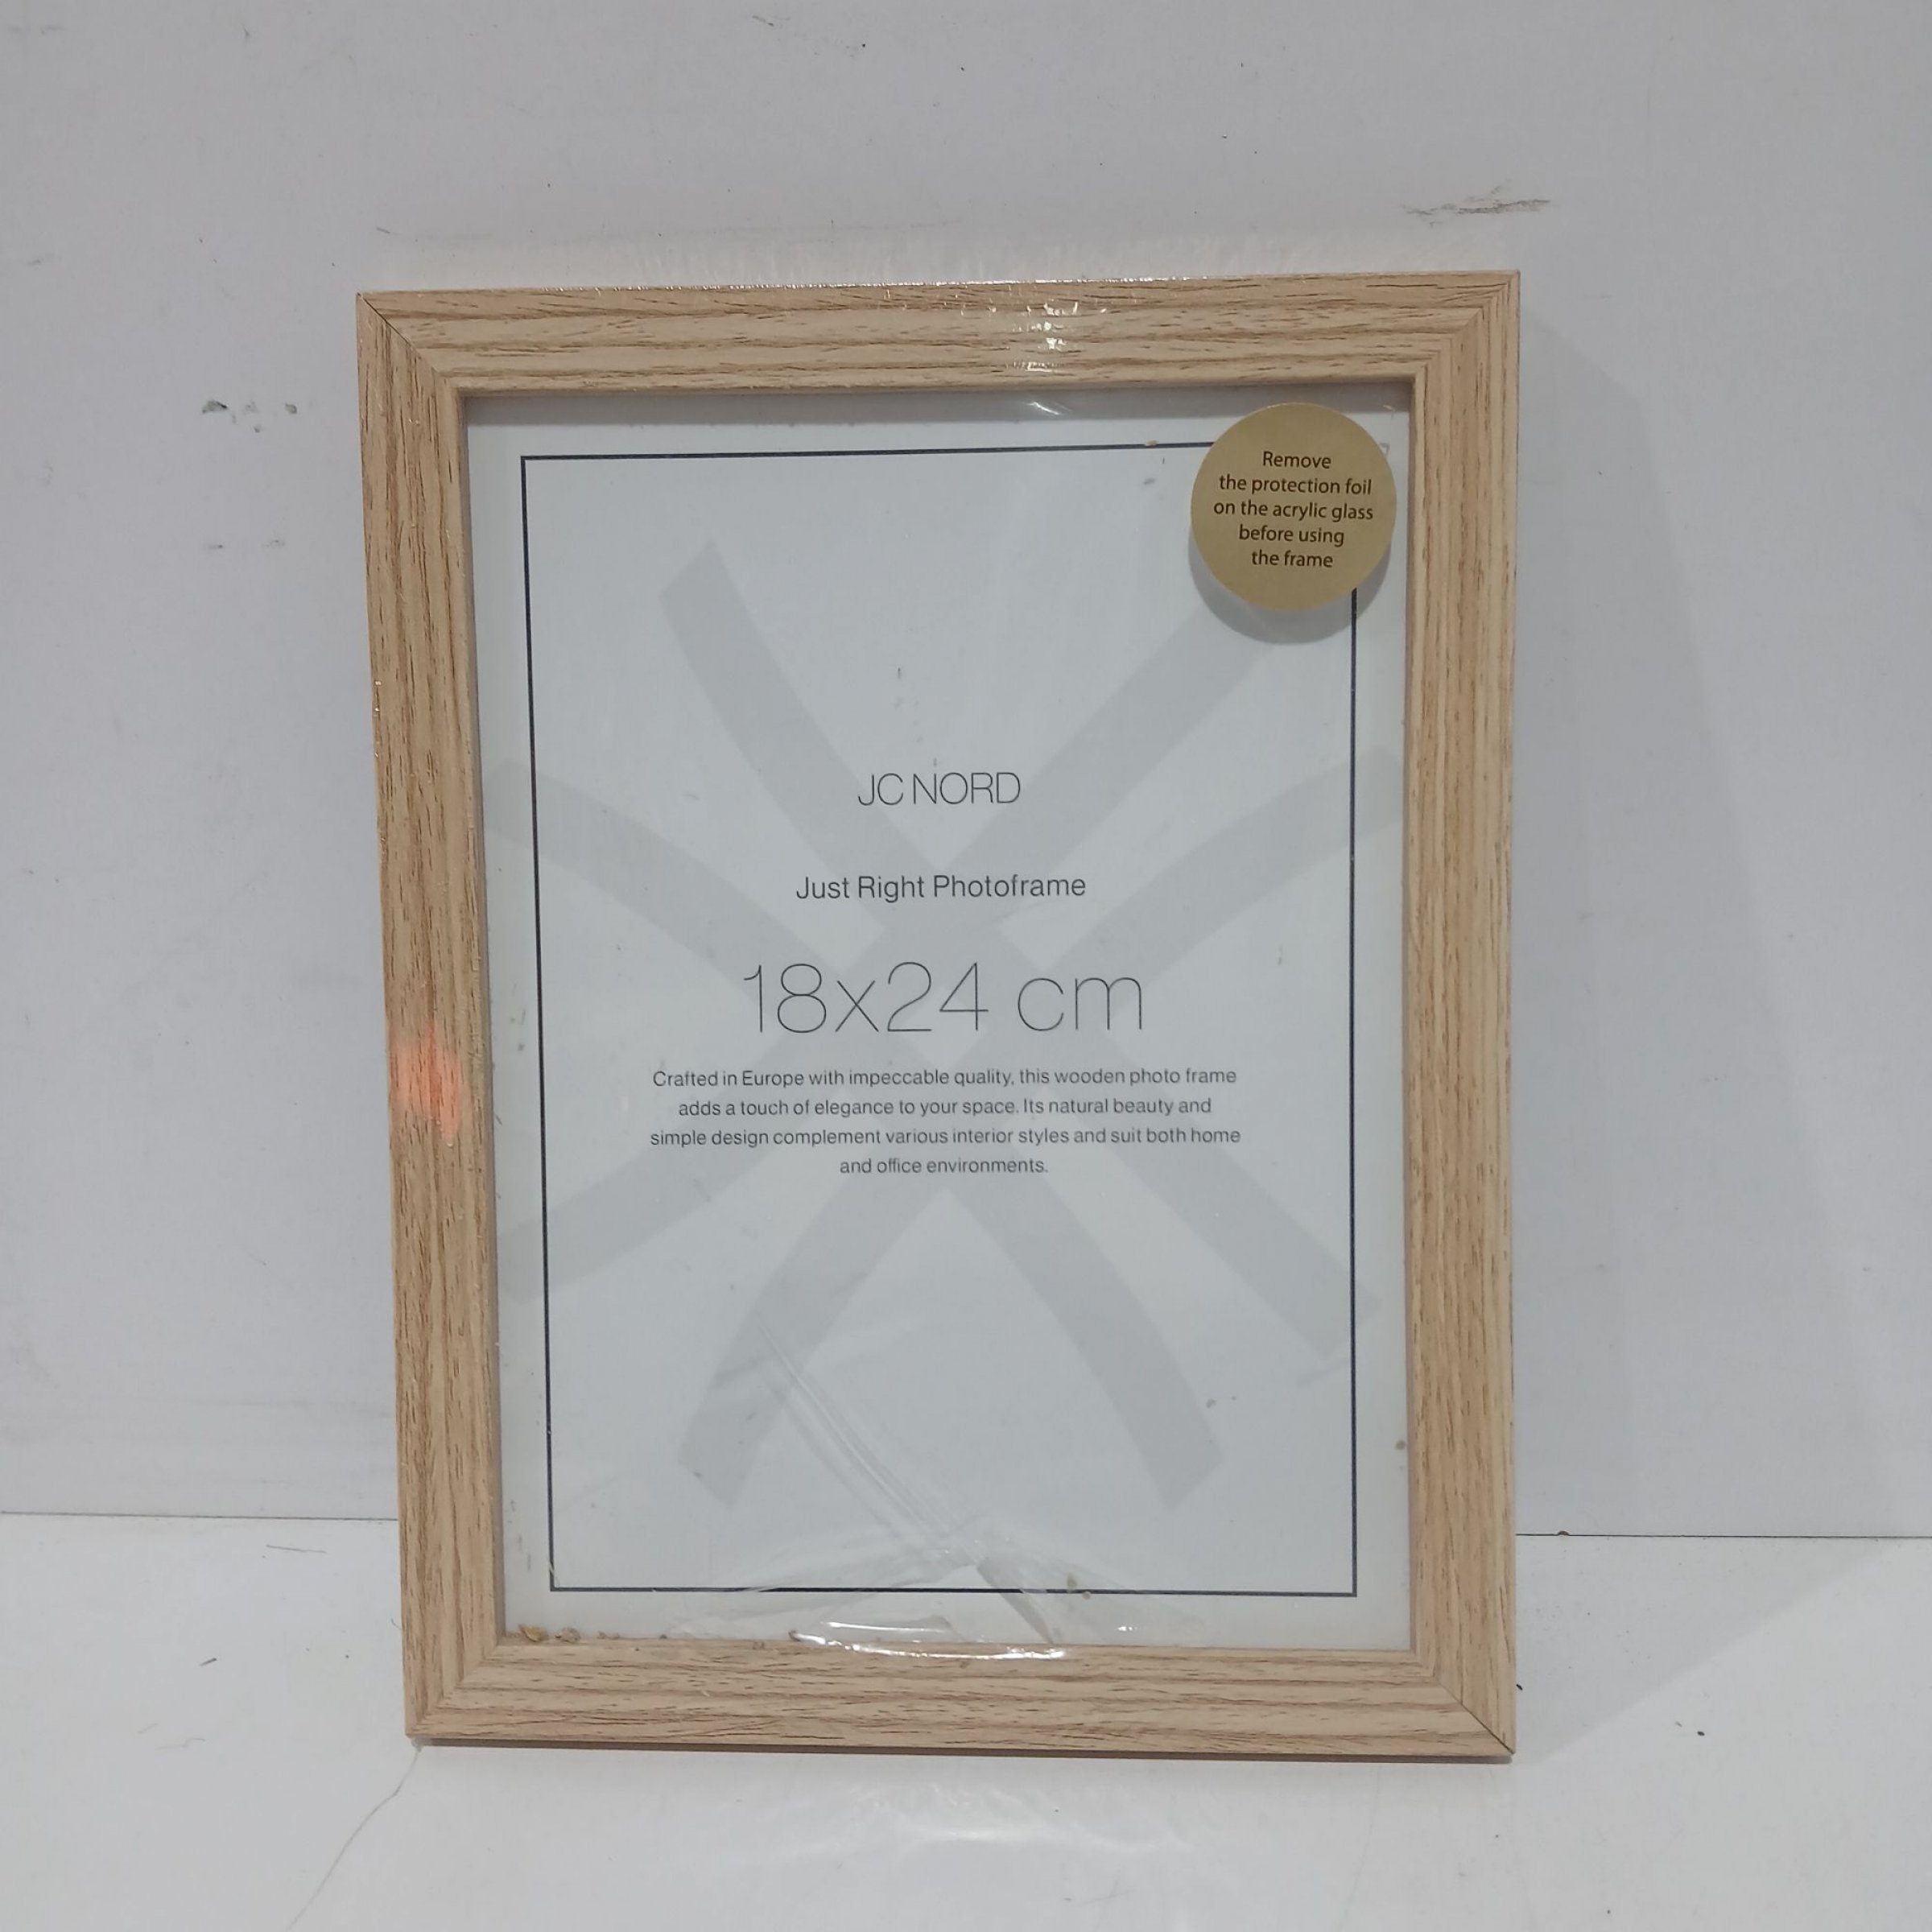 Remove
the protection foil
on the acrylic glass
before using
the frame
JC NORD
Just Right Photoframe
18x24 cm
Crafted in Europe with impeccable quality, this wooden photo frame
adds a touch of elegance to your space. Its natural beauty and
simple design complement various interior styles and suit both home
and office environments.